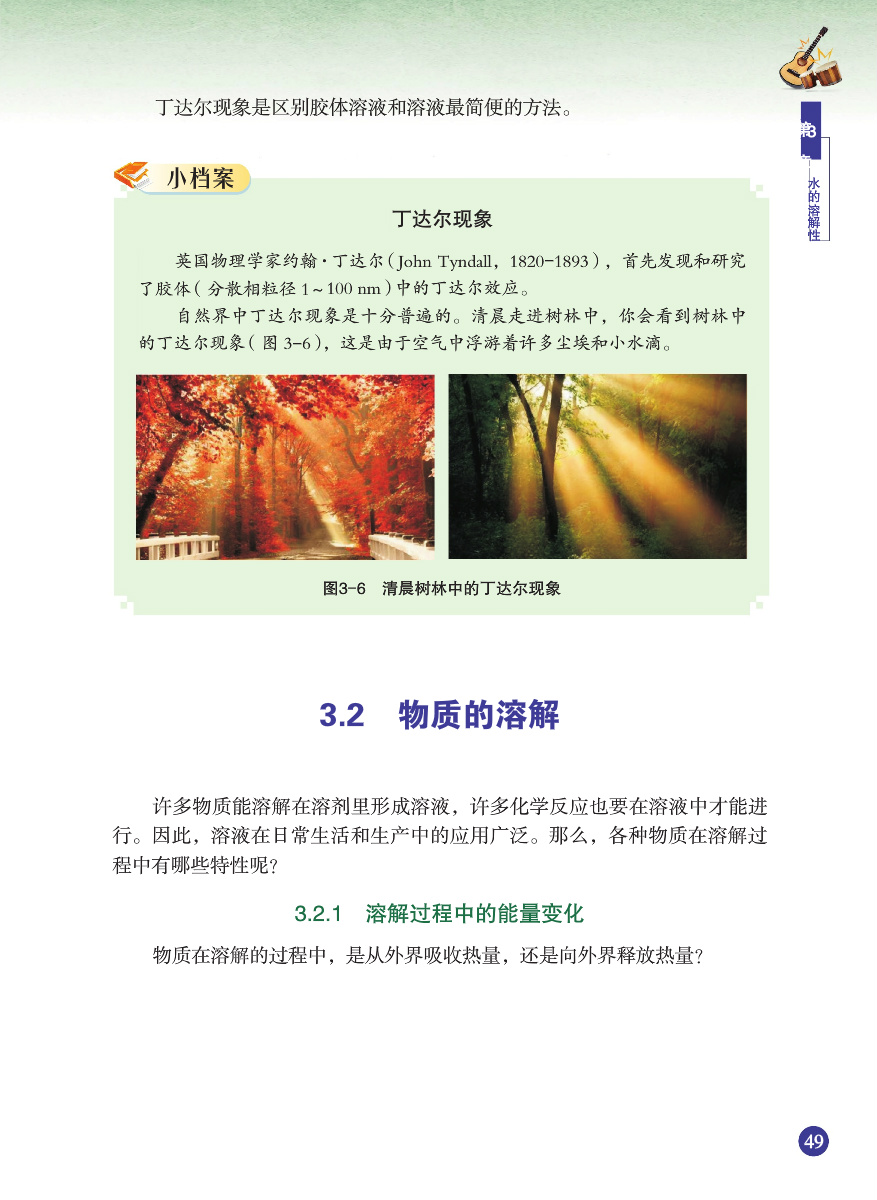 丁达尔现象是区别胶体溶液和溶液最简便的方法。
第3
水的溶解性
小档案
丁达尔现象
英国物理学家约翰·丁达尔（John Tyndall，1820-1893），首先发现和研究
了胶体（分散相粒径 1～100 nm）中的丁达尔效应。
自然界中丁达尔现象是十分普遍的。清晨走进树林中，你会看到树林中
的丁达尔现象（图 3-6），这是由于空气中浮游着许多尘埃和小水滴。
图3-6 清晨树林中的丁达尔现象
3.2 物质的溶解
许多物质能溶解在溶剂里形成溶液，许多化学反应也要在溶液中才能进
行。因此，溶液在日常生活和生产中的应用广泛。那么，各种物质在溶解过
程中有哪些特性呢？
3.2.1 溶解过程中的能量变化
物质在溶解的过程中，是从外界吸收热量，还是向外界释放热量？
49